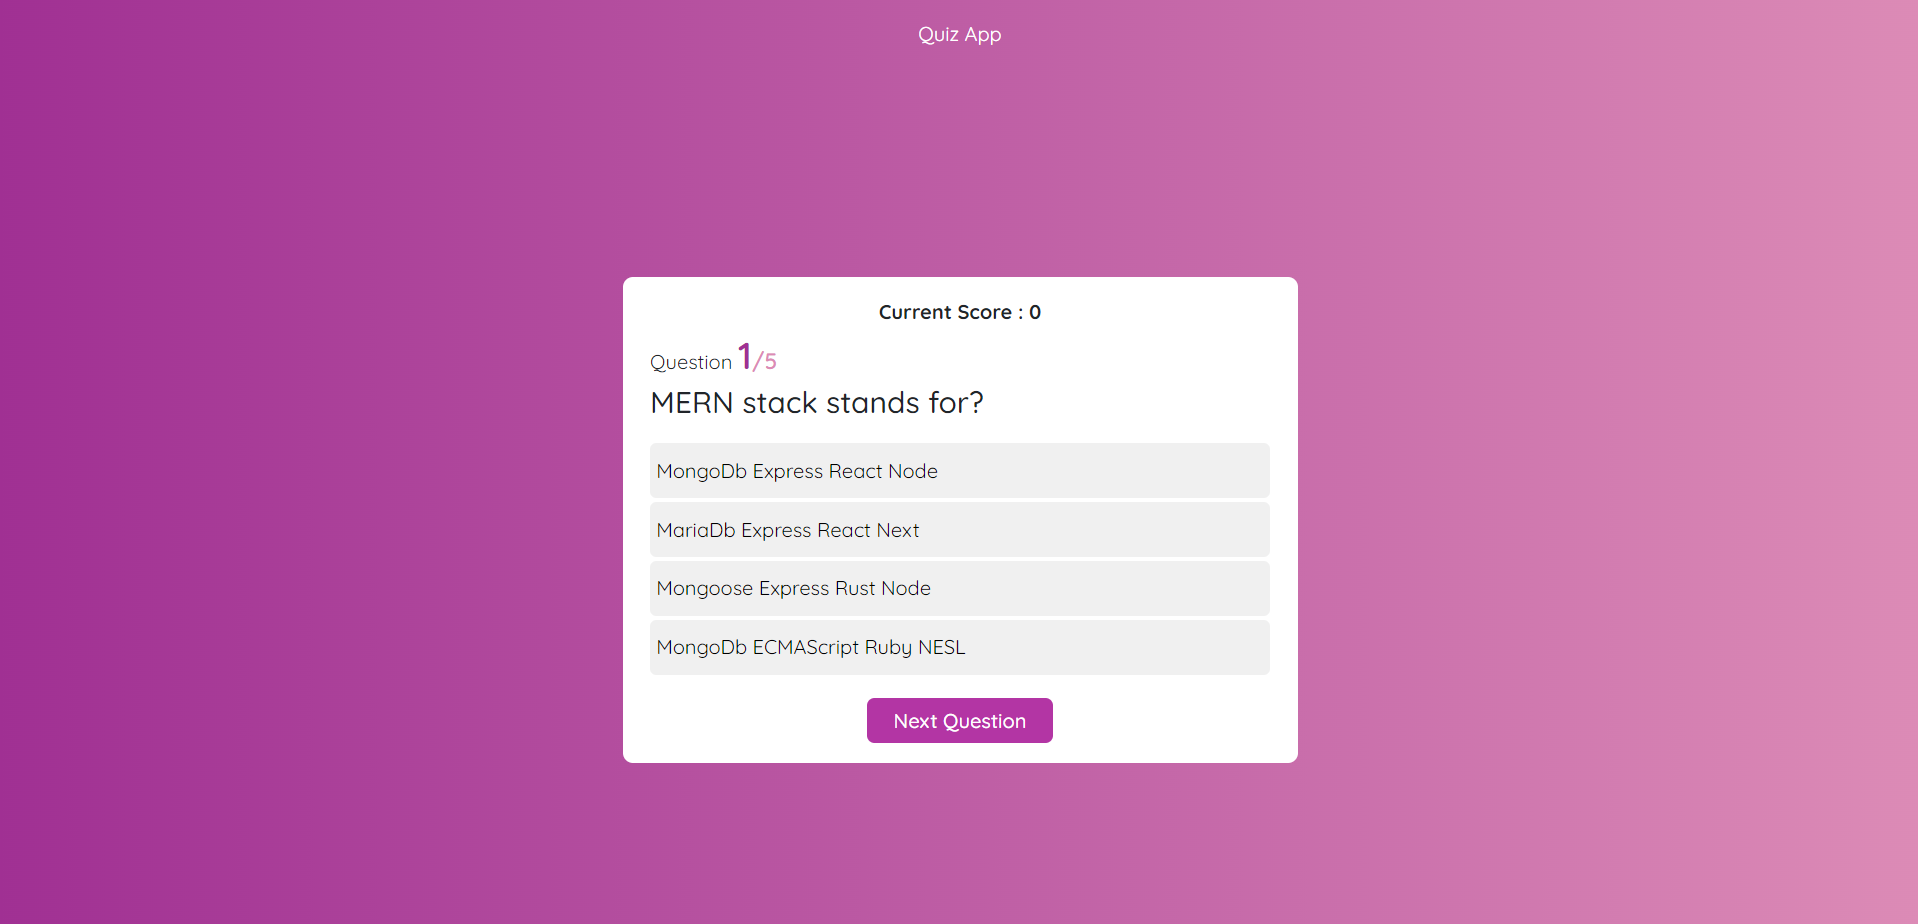 Quiz App
Current Score : 0
Question 1/5
MERN stack stands for?
MongoDb Express React Node
MariaDb Express React Next
Mongoose Express Rust Node
MongoDb ECMAScript Ruby NESL
Next Question